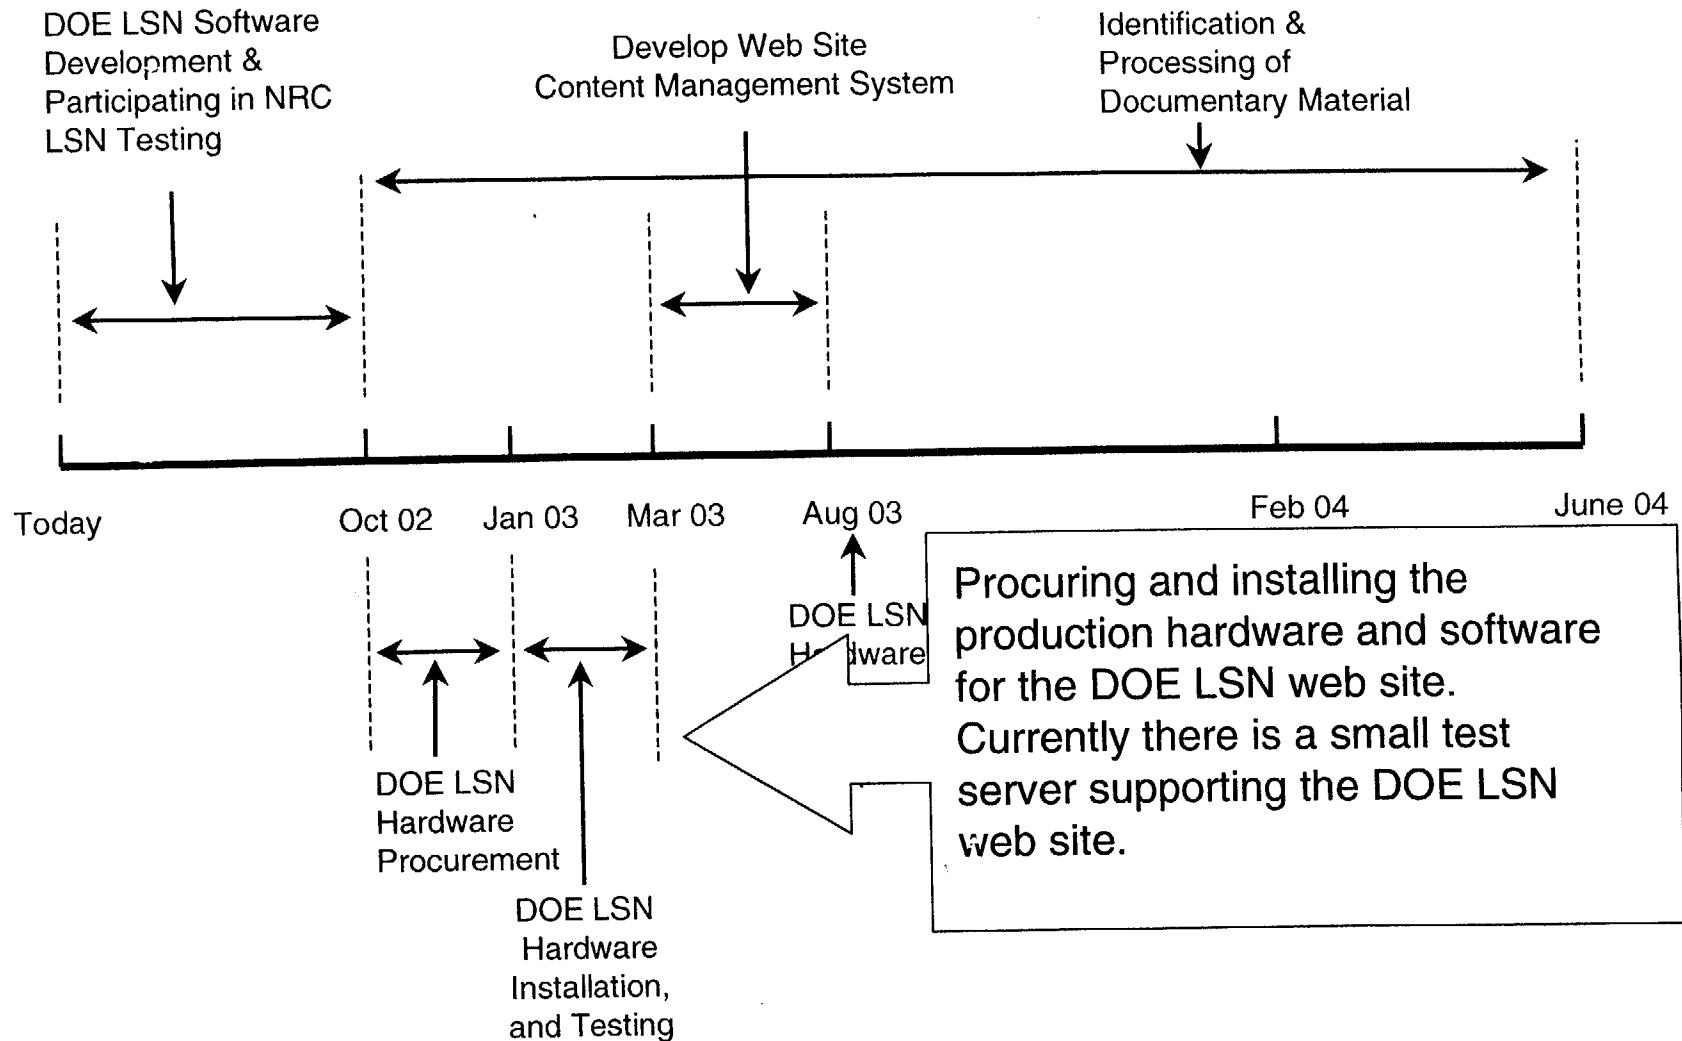 DOE LSN Software
Development &
Participating in NRC
LSN Testing
Develop Web Site
Content Management System
Identification &
Processing of
Documentary Material
Today
Oct 02
Jan 03
Mar 03
Aug 03
Feb 04
June 04
DOE LSN
Hardware
Procurement
DOE LSN
Hardware
Installation,
and Testing
DOE LSN
Procuring and installing the
production hardware and software
for the DOE LSN web site.
Currently there is a small test
server supporting the DOE LSN
web site.